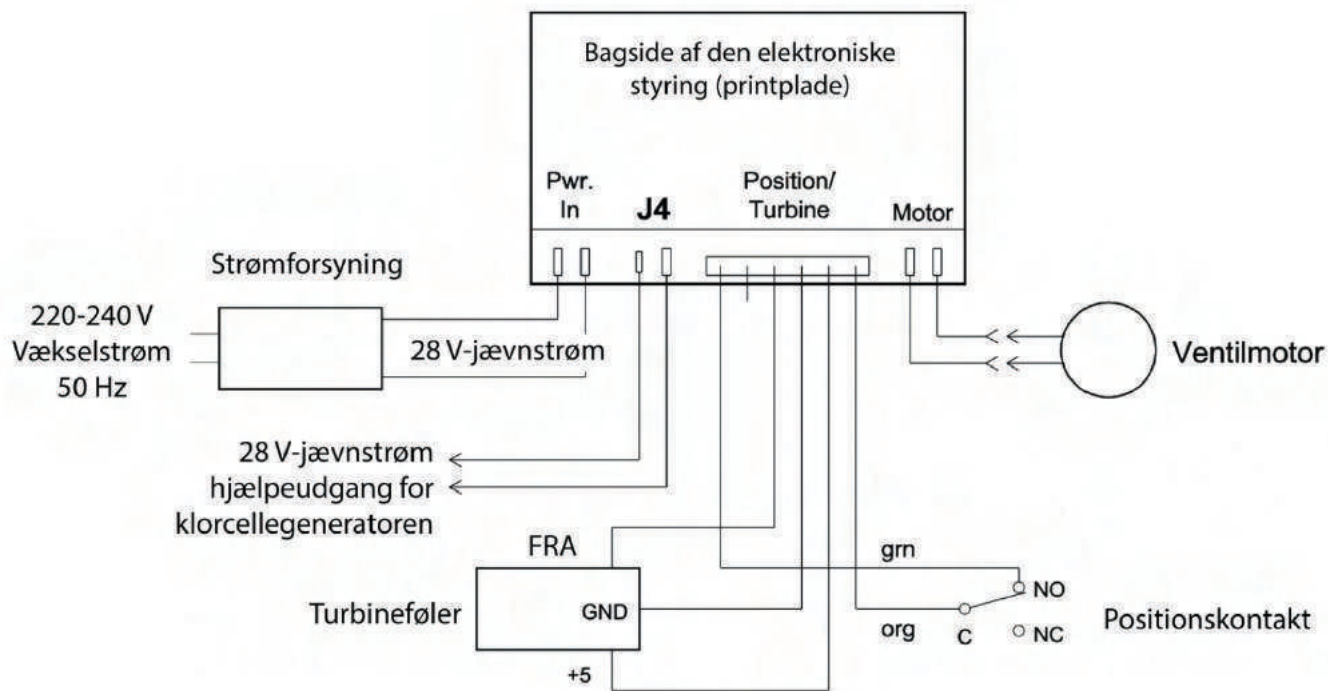 Bagside af den elektroniske
styring (printplade)
Pwr.
In
J4
Position/
Turbine
Motor
Strømforsyning
220-240 V
Vækselstrøm
50 Hz
28 V-jævnstrøm
Ventilmotor
28 V-jævnstrøm
hjælpeudgang for
klorcellegeneratoren
FRA
Turbineføler
GND
+5
grn
org
C
NO
NC
Positionskontakt